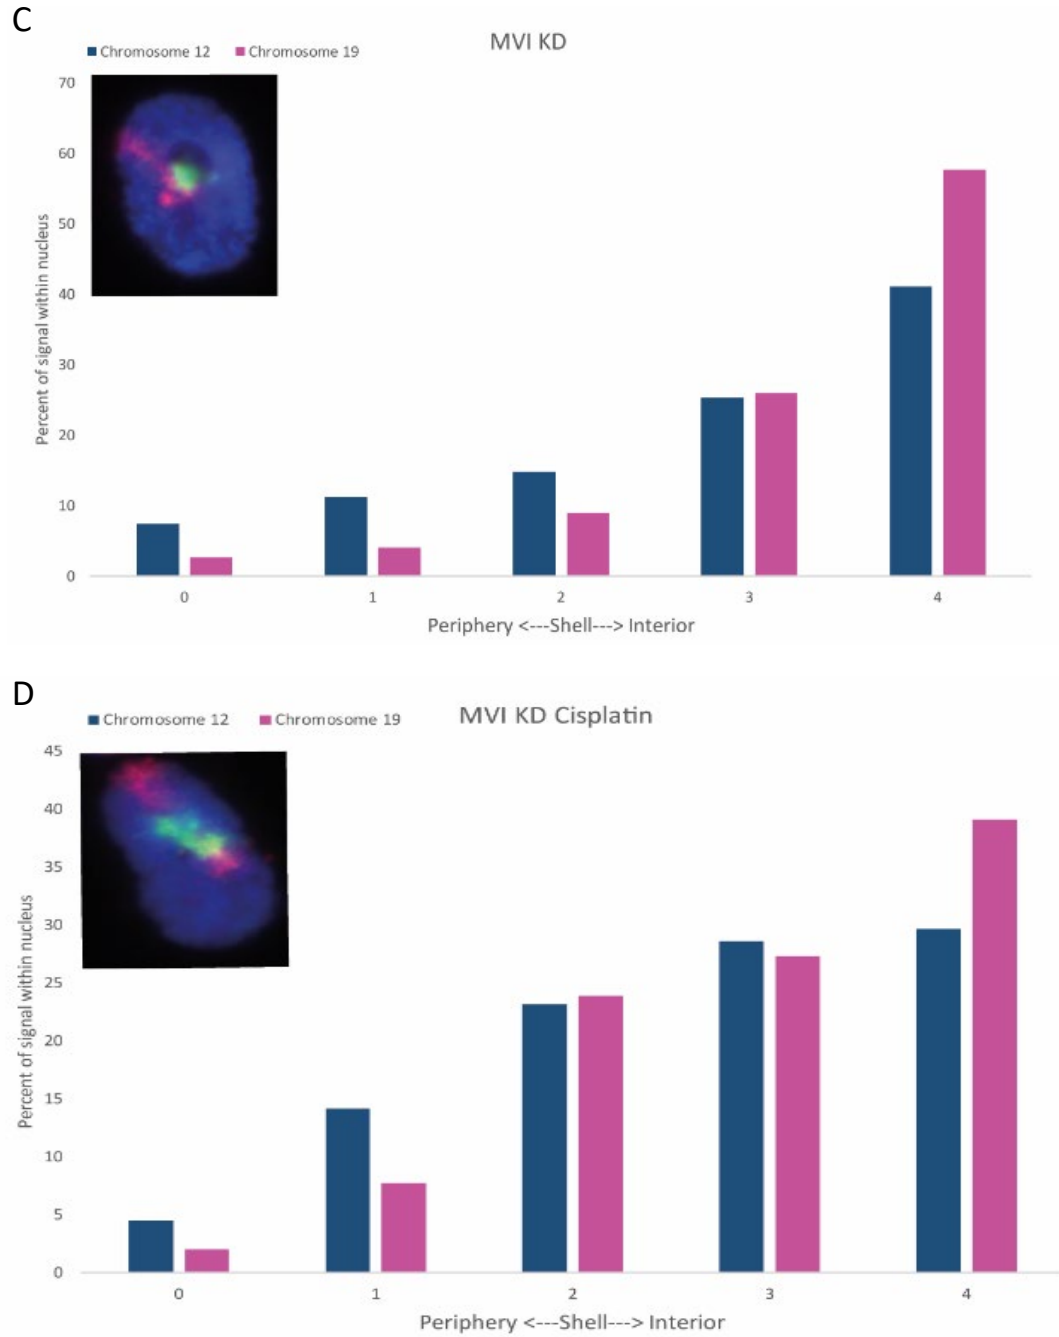 C
MVI KD
Chromosome 12 Chromosome 19
70
60
50
40
30
20
10
0
Percent of signal within nucleus
0 1 2 3 4
Periphery <---Shell---> Interior
D
Chromosome 12 Chromosome 19 MVI KD Cisplatin
45
40
35
30
25
20
15
10
5
0
Percent of signal within nucleus
0 1 2 3 4
Periphery <---Shell---> Interior